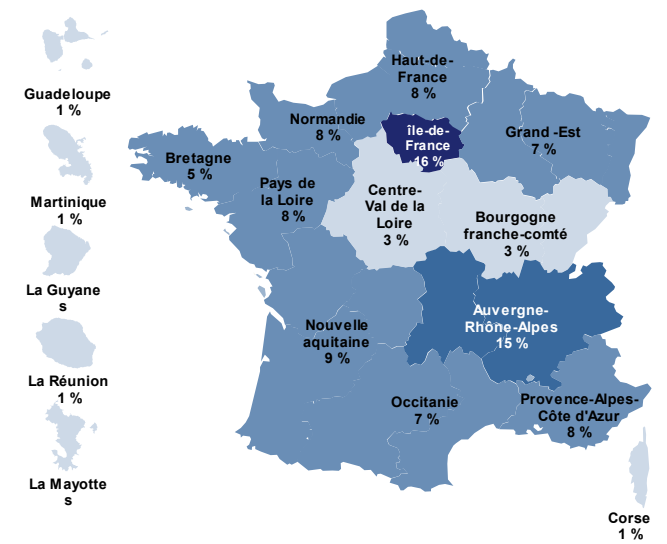 Guadeloupe
1 %
Martinique
1 %
La Guyane
s
La Réunion
1 %
La Mayotte
s
Haut-de-
France
8 %
Normandie
8 %
île-de-
France
16 %
Grand -Est
7 %
Bretagne
5 %
Pays de
la Loire
8 %
Centre-
Val de la
Loire
3 %
Bourgogne
franche-comté
3 %
Auvergne-
Rhône-Alpes
15 %
Nouvelle
aquitaine
9 %
Occitanie
7 %
Provence-Alpes-
Côte d'Azur
8 %
Corse
1 %